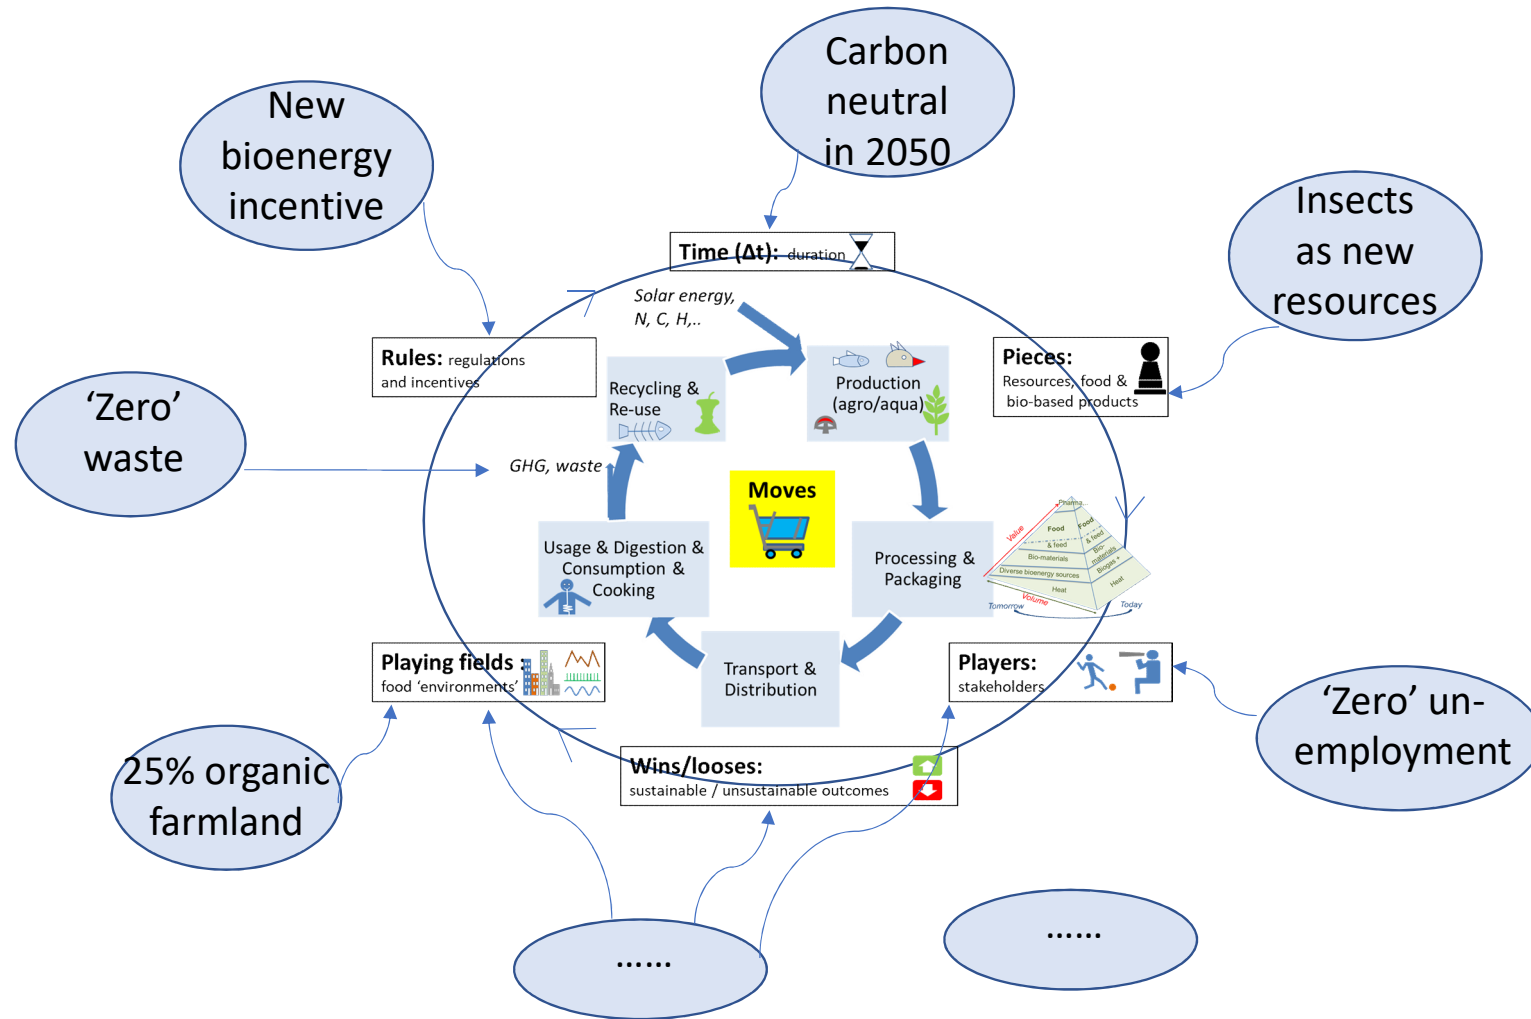 Carbon
neutral
in 2050
New
bioenergy
incentive
Insects
as new
resources
Time (Δt): duration
Solar energy,
N, C, H,..
Rules: regulations
and incentives
Pieces:
Resources, food &
bio-based products
Recycling &
Re-use
Production
(agro/aqua)
‘Zero’
waste
GHG, waste
Moves
Usage & Digestion &
Consumption &
Cooking
Processing &
Packaging
Pharma...
Value
Food
Food
& feed
& feed
Bio-materials
Bio-
materials
Diverse bioenergy sources
Biogas +
Heat
Heat
Volume
Tomorrow
Today
Transport &
Distribution
Playing fields :
food ‘environments’
Players:
stakeholders
‘Zero’ un-
employment
25% organic
farmland
Wins/looses:
sustainable / unsustainable outcomes
......
......